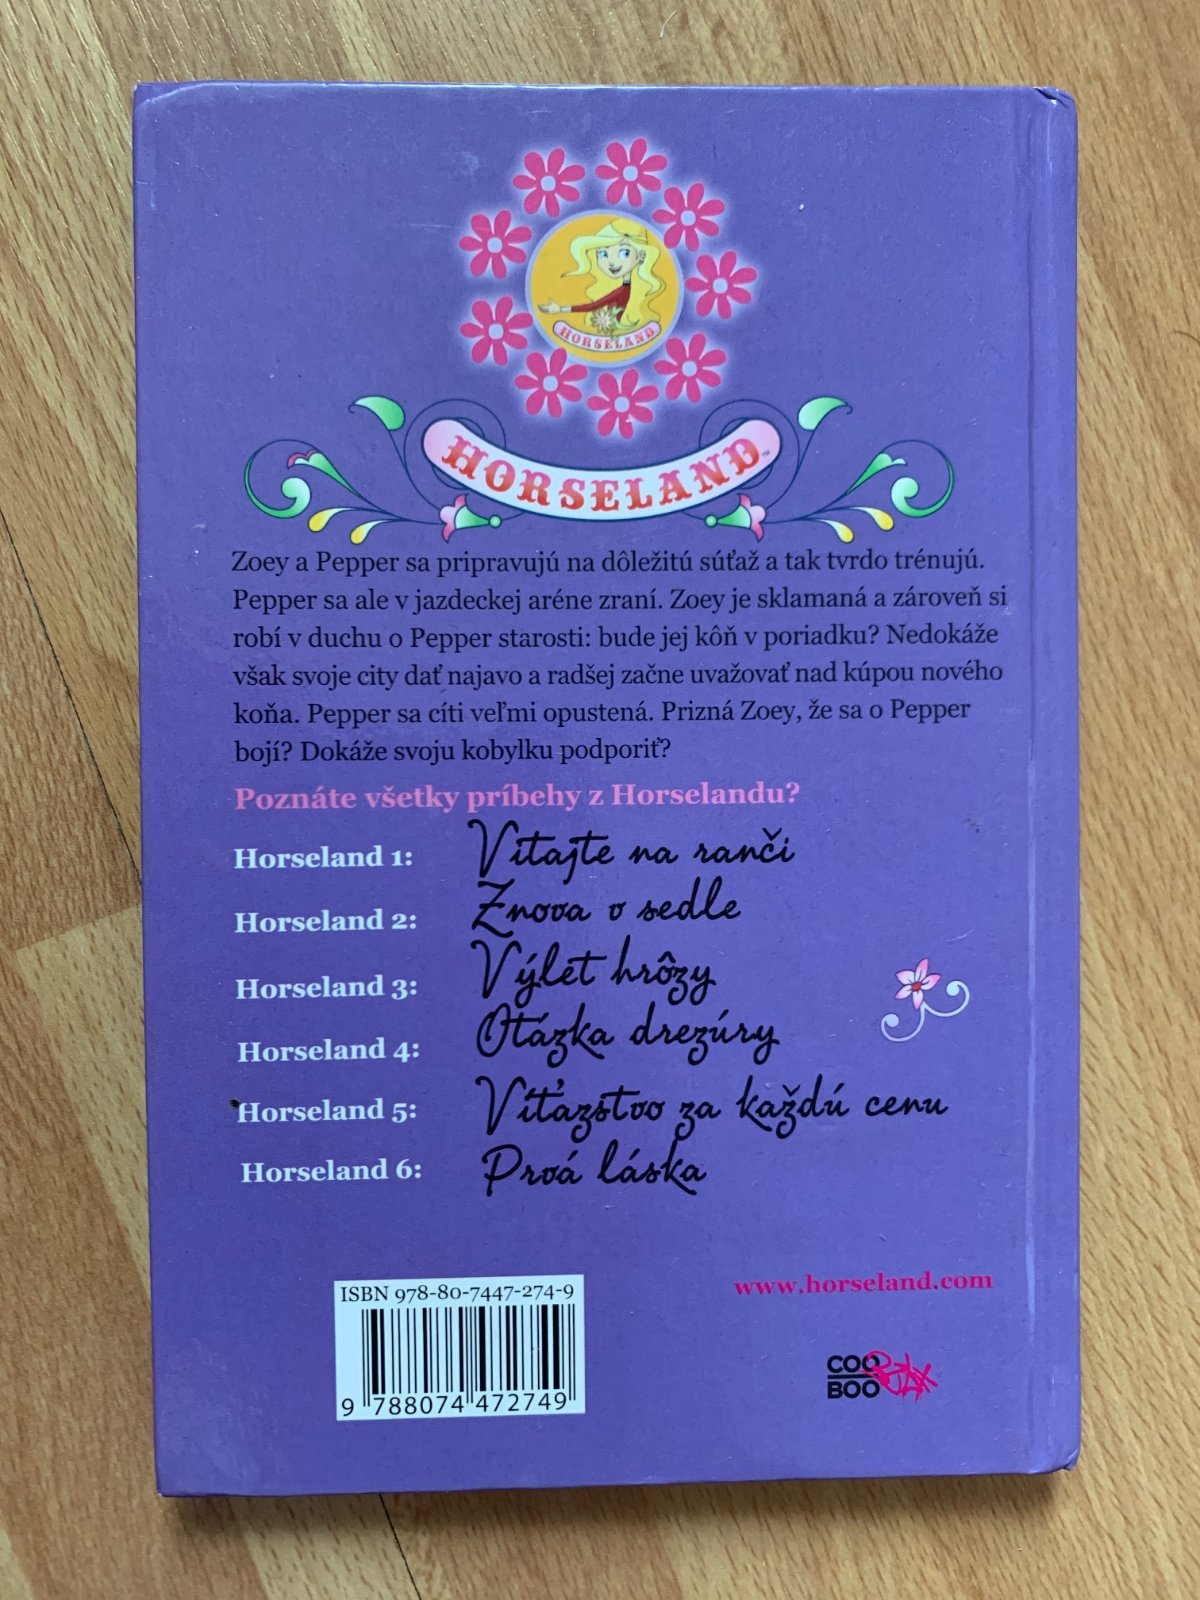 HORSELAND
HORSELAND™
Zoey a Pepper sa pripravujú na dôležitú súťaž a tak tvrdo trénujú.
Pepper sa ale v jazdeckej aréne zraní. Zoey je sklamaná a zároveň si
robí v duchu o Pepper starosti: bude jej kôň v poriadku? Nedokáže
však svoje city dať najavo a radšej začne uvažovať nad kúpou nového
koňa. Pepper sa cíti veľmi opustená. Prizná Zoey, že sa o Pepper
bojí? Dokáže svoju kobylku podporiť?
Poznáte všetky príbehy z Horselandu?
Horseland 1: Vitajte na ranči
Horseland 2: Znova v sedle
Horseland 3: Výlet hrôzy
Horseland 4: Otázka drezúry
Horseland 5: Víťazstvo za každú cenu
Horseland 6: Prvá láska
ISBN 978-80-7447-274-9
9 788074 472749
www.horseland.com
COO
BOO